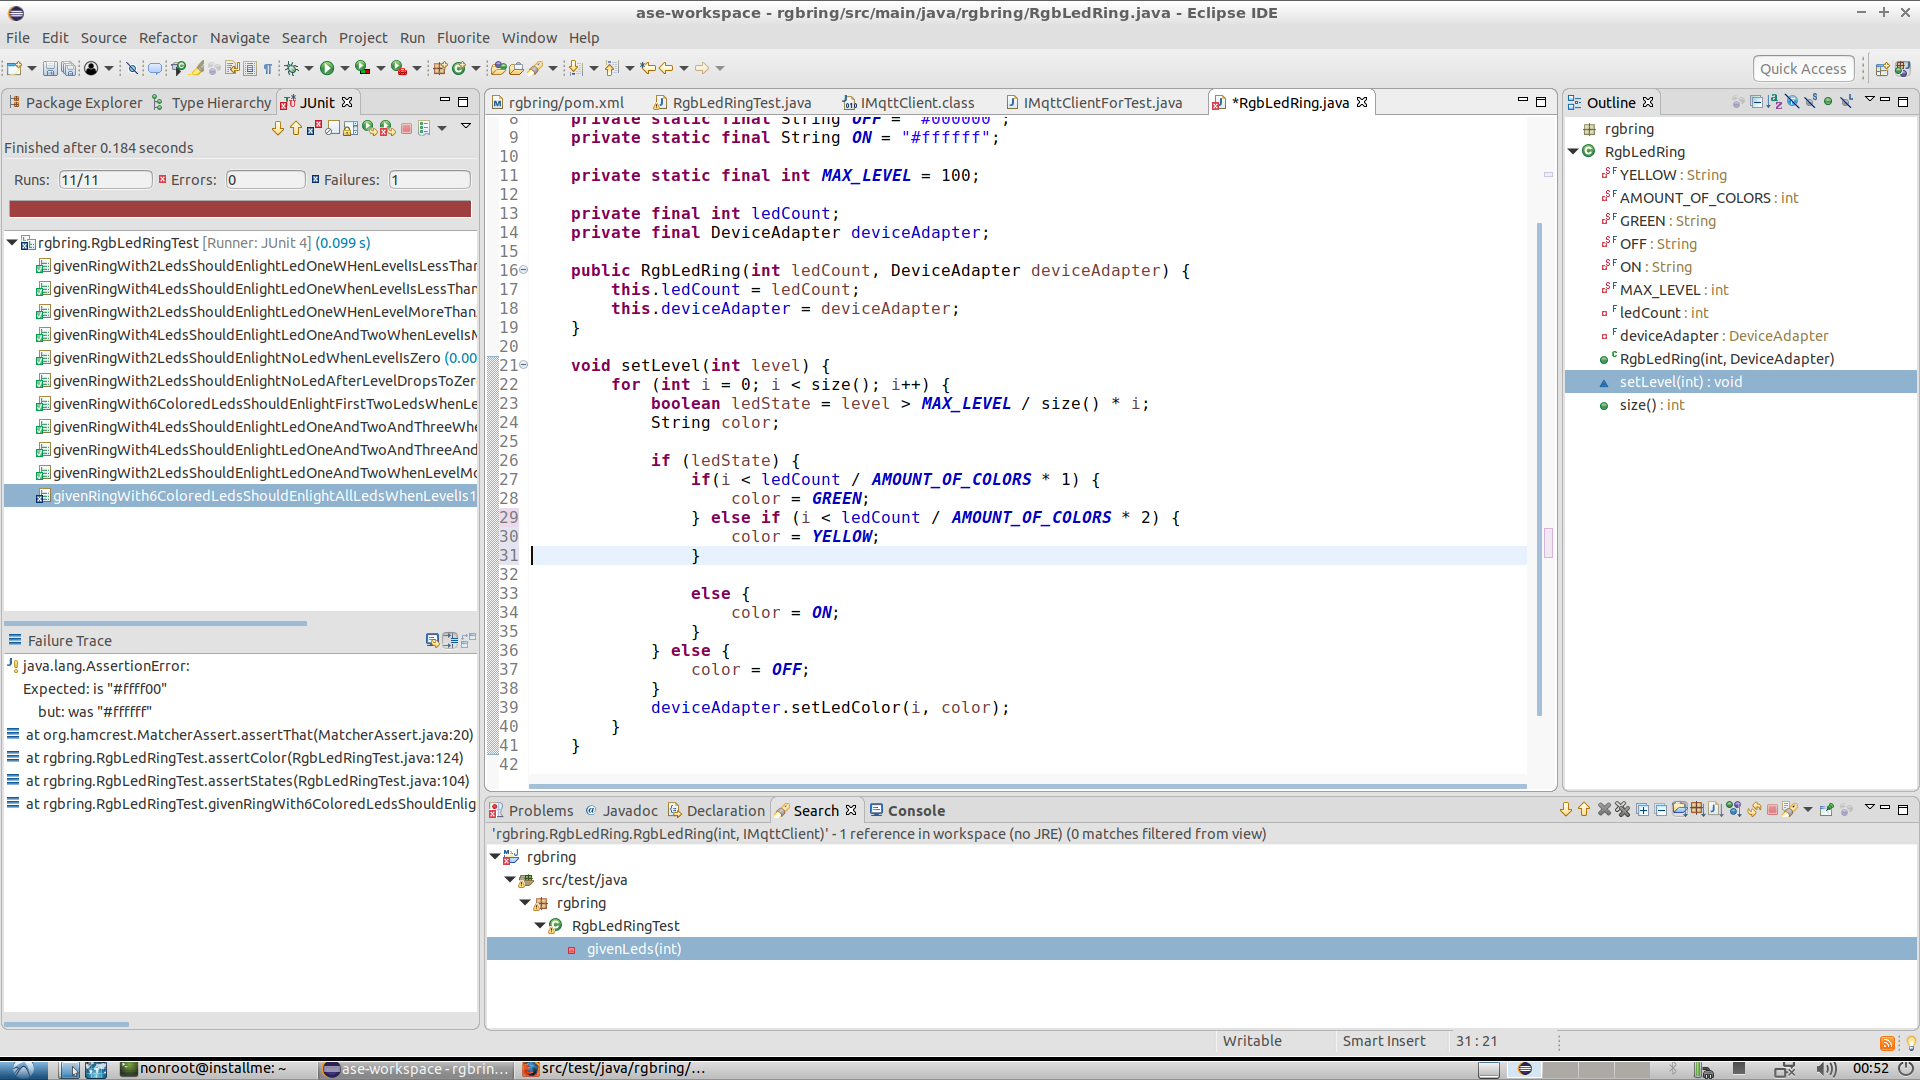 ase-workspace - rgbring/src/main/java/rgbring/RgbLedRing.java - Eclipse IDE
File Edit Source Refactor Navigate Search Project Run Fluorite Window Help
Quick Access
Package Explorer Type Hierarchy JUnit
Finished after 0.184 seconds
Runs: 11/11 Errors: 0 Failures: 1
rgbring.RgbLedRingTest [Runner: JUnit 4] (0.099 s)
givenRingWith2LedsShouldEnlightLedOneWHenLevelIsLessThan
givenRingWith4LedsShouldEnlightLedOneWhenLevelIsLessThan
givenRingWith2LedsShouldEnlightLedOneWHenLevelMoreThan
givenRingWith4LedsShouldEnlightLedOneAndTwoWhenLevelIsM
givenRingWith2LedsShouldEnlightNoLedWhenLevelIsZero (0.00
givenRingWith2LedsShouldEnlightNoLedAfterLevelDropsToZer
givenRingWith6ColoredLedsShouldEnlightFirstTwoLedsWhenLe
givenRingWith4LedsShouldEnlightLedOneAndTwoAndThreeWhe
givenRingWith4LedsShouldEnlightLedOneAndTwoAndThreeAnd
givenRingWith2LedsShouldEnlightLedOneAndTwoWhenLevelMo
givenRingWith6ColoredLedsShouldEnlightAllLedsWhenLevelIs1
Failure Trace
java.lang.AssertionError:
Expected: is "#ffff00"
but: was "#ffffff"
at org.hamcrest.MatcherAssert.assertThat(MatcherAssert.java:20)
at rgbring.RgbLedRingTest.assertColor(RgbLedRingTest.java:124)
at rgbring.RgbLedRingTest.assertStates(RgbLedRingTest.java:104)
at rgbring.RgbLedRingTest.givenRingWith6ColoredLedsShouldEnlig
rgbring/pom.xml RgbLedRingTest.java IMqttClient.class IMqttClientForTest.java *RgbLedRing.java
8 private static final String OFF = "#000000";
9 private static final String ON = "#ffffff";
10
11 private static final int MAX_LEVEL = 100;
12
13 private final int ledCount;
14 private final DeviceAdapter deviceAdapter;
15
16 public RgbLedRing(int ledCount, DeviceAdapter deviceAdapter) {
17 this.ledCount = ledCount;
18 this.deviceAdapter = deviceAdapter;
19 }
20
21 void setLevel(int level) {
22 for (int i = 0; i < size(); i++) {
23 boolean ledState = level > MAX_LEVEL / size() * i;
24 String color;
25
26 if (ledState) {
27 if(i < ledCount / AMOUNT_OF_COLORS * 1) {
28 color = GREEN;
29 } else if (i < ledCount / AMOUNT_OF_COLORS * 2) {
30 color = YELLOW;
31 }
32
33 else {
34 color = ON;
35 }
36 } else {
37 color = OFF;
38 }
39 deviceAdapter.setLedColor(i, color);
40 }
41 }
42
Outline
rgbring
RgbLedRing
YELLOW : String
AMOUNT_OF_COLORS : int
GREEN : String
OFF : String
ON : String
MAX_LEVEL : int
ledCount : int
deviceAdapter : DeviceAdapter
RgbLedRing(int, DeviceAdapter)
setLevel(int) : void
size() : int
Problems Javadoc Declaration Search Console
'rgbring.RgbLedRing.RgbLedRing(int, IMqttClient)' - 1 reference in workspace (no JRE) (0 matches filtered from view)
rgbring
src/test/java
rgbring
RgbLedRingTest
givenLeds(int)
Writable Smart Insert 31 : 21
nonroot@installme: ~ ase-workspace - rgbrin... src/test/java/rgbring/... 00:52